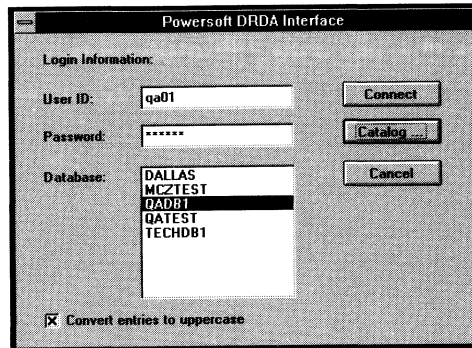 Powersoft DRDA Interface
Login Information:
User ID: qa01 Connect
Password: ****** Catalog ...
Database: Cancel
DALLAS
MCZTEST
QADB1
QATEST
TECHDB1
Convert entries to uppercase